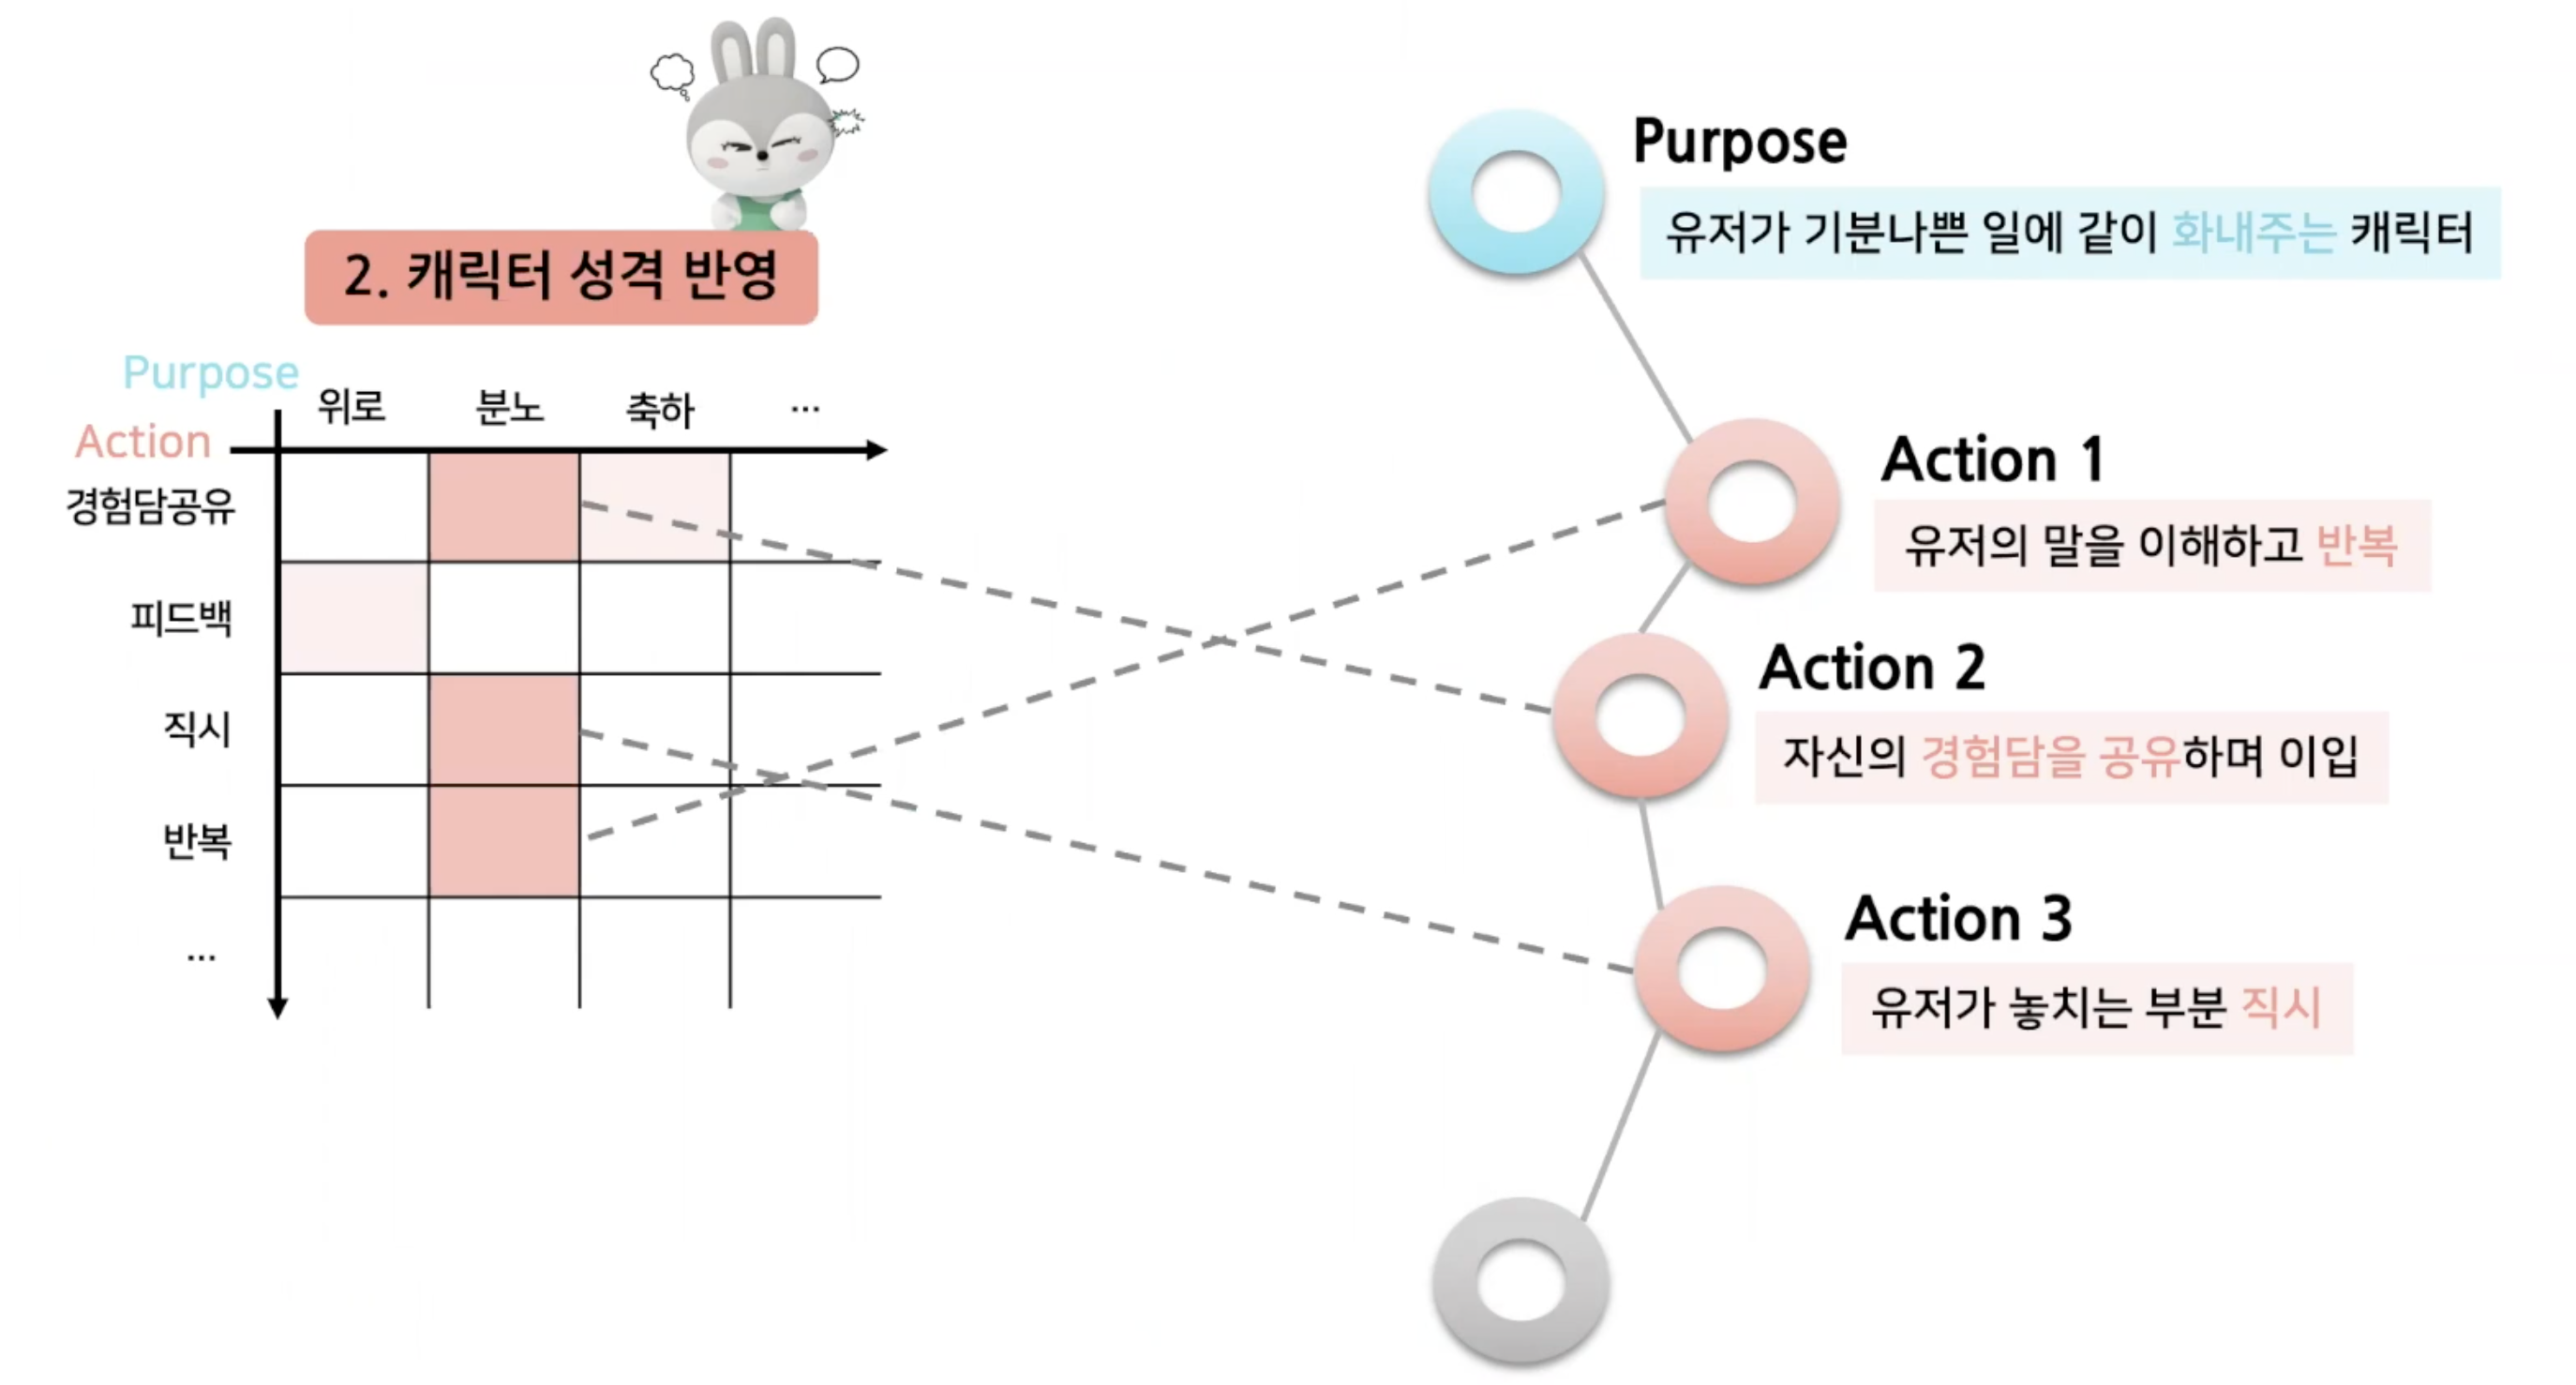 2. 캐릭터 성격 반영
Purpose
Action
위로 분노 축하 ...
경험담공유
피드백
직시
반복
...
Purpose
유저가 기분나쁜 일에 같이 화내주는 캐릭터
Action 1
유저의 말을 이해하고 반복
Action 2
자신의 경험담을 공유하며 이입
Action 3
유저가 놓치는 부분 직시